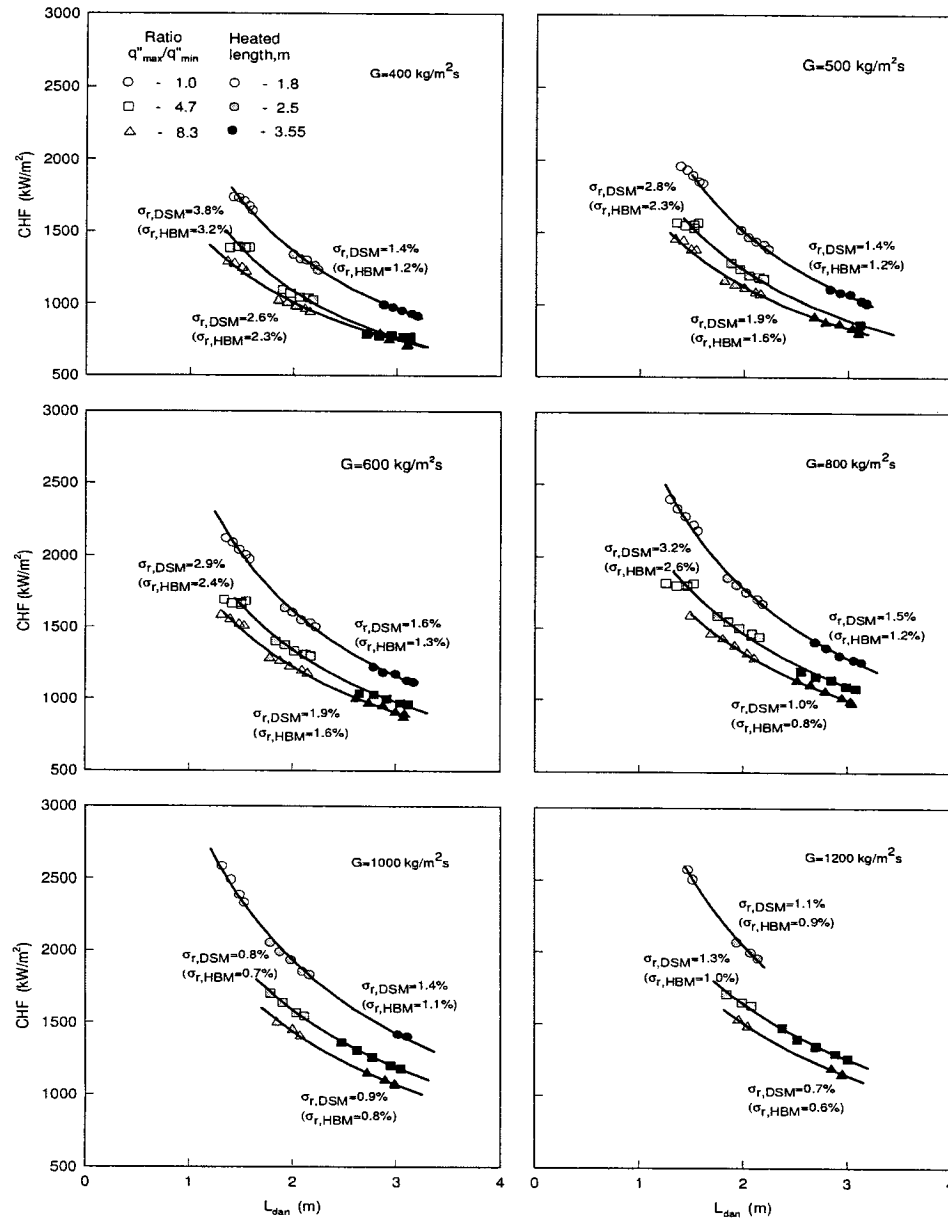 3000
2500
2000
1500
1000
500
CHF (kW/m²)
Ratio
q"max/q"min
- 1.0
- 4.7
- 8.3
Heated
length,m
- 1.8
- 2.5
- 3.55
G=400 kg/m²s
σr,DSM=3.8%
(σr,HBM=3.2%)
σr,DSM=1.4%
(σr,HBM=1.2%)
σr,DSM=2.6%
(σr,HBM=2.3%)
G=500 kg/m²s
σr,DSM=2.8%
(σr,HBM=2.3%)
σr,DSM=1.4%
(σr,HBM=1.2%)
σr,DSM=1.9%
(σr,HBM=1.6%)
3000
2500
2000
1500
1000
500
CHF (kW/m²)
G=600 kg/m²s
σr,DSM=2.9%
(σr,HBM=2.4%)
σr,DSM=1.6%
(σr,HBM=1.3%)
σr,DSM=1.9%
(σr,HBM=1.6%)
G=800 kg/m²s
σr,DSM=3.2%
(σr,HBM=2.6%)
σr,DSM=1.5%
(σr,HBM=1.2%)
σr,DSM=1.0%
(σr,HBM=0.8%)
3000
2500
2000
1500
1000
500
CHF (kW/m²)
G=1000 kg/m²s
σr,DSM=0.8%
(σr,HBM=0.7%)
σr,DSM=1.4%
(σr,HBM=1.1%)
σr,DSM=0.9%
(σr,HBM=0.8%)
0 1 2 3 4
Ldan (m)
G=1200 kg/m²s
σr,DSM=1.1%
(σr,HBM=0.9%)
σr,DSM=1.3%
(σr,HBM=1.0%)
σr,DSM=0.7%
(σr,HBM=0.6%)
0 1 2 3 4
Ldan (m)